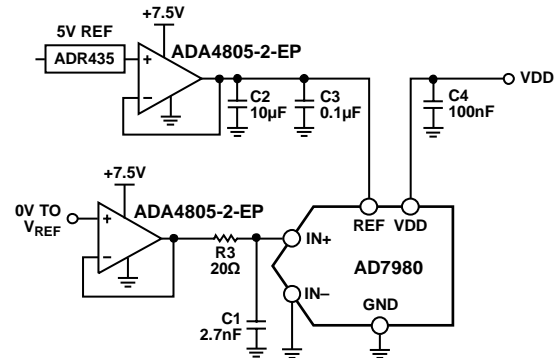 +7.5V
5V REF
ADR435
+
−
ADA4805-2-EP
C2
10µF
C3
0.1µF
C4
100nF
VDD
+7.5V
0V TO
VREF
+
−
ADA4805-2-EP
R3
20Ω
C1
2.7nF
IN+
IN−
REF
VDD
AD7980
GND